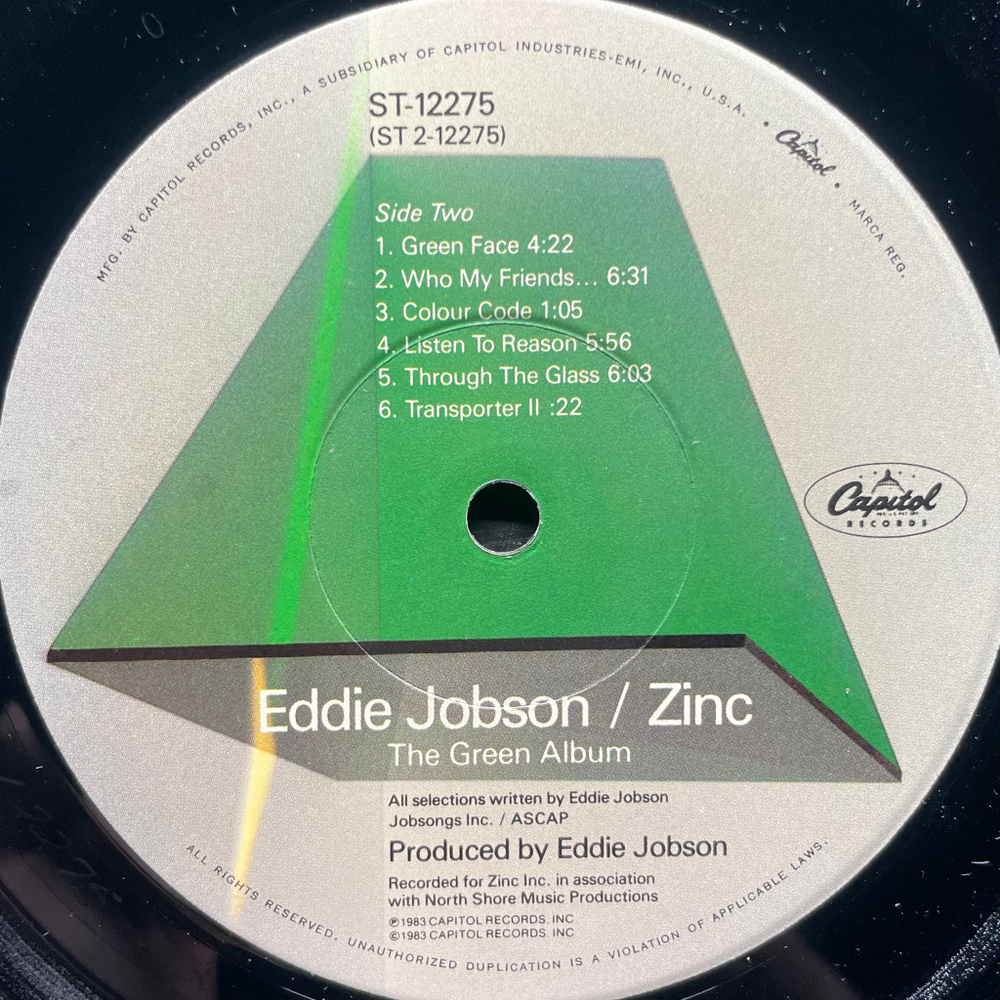 MFG. BY CAPITOL RECORDS, INC., A SUBSIDIARY OF CAPITOL INDUSTRIES-EMI, INC., U.S.A. • Capitol • MARCA REG.
ST-12275
(ST 2-12275)
Side Two
1. Green Face 4:22
2. Who My Friends... 6:31
3. Colour Code 1:05
4. Listen To Reason 5:56
5. Through The Glass 6:03
6. Transporter II :22
Capitol
RECORDS
Eddie Jobson / Zinc
The Green Album
All selections written by Eddie Jobson
Jobsongs Inc. / ASCAP
Produced by Eddie Jobson
Recorded for Zinc Inc. in association
with North Shore Music Productions
℗1983 CAPITOL RECORDS. INC
©1983 CAPITOL RECORDS. INC
ALL RIGHTS RESERVED. UNAUTHORIZED DUPLICATION IS A VIOLATION OF APPLICABLE LAWS.